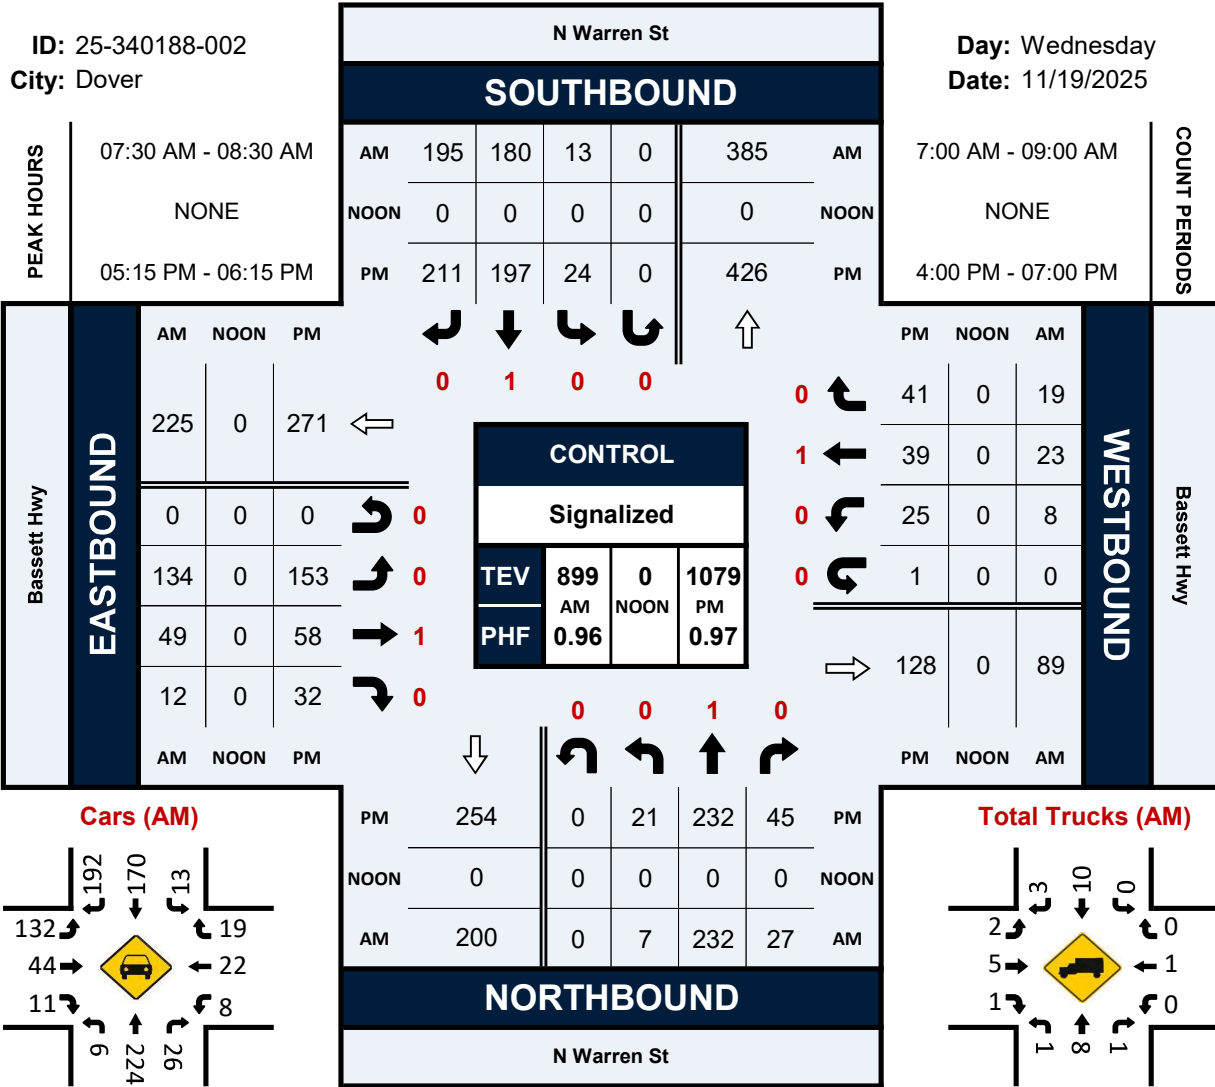 N Warren St
ID: 25-340188-002
Day: Wednesday
City: Dover
Date: 11/19/2025
SOUTHBOUND
PEAK HOURS
07:30 AM - 08:30 AM
NONE
05:15 PM - 06:15 PM
AM 195 180 13 0 385 AM
NOON 0 0 0 0 0 NOON
PM 211 197 24 0 426 PM
7:00 AM - 09:00 AM
NONE
4:00 PM - 07:00 PM
COUNT PERIODS
0 1 0 0
Bassett Hwy
EASTBOUND
AM NOON PM
225 0 271
0 0 0 0
134 0 153 0
49 0 58 1
12 0 32 0
AM NOON PM
CONTROL
Signalized
TEV 899 0 1079
AM NOON PM
PHF 0.96 0.97
PM NOON AM
0 41 0 19
1 39 0 23
0 25 0 8
0 1 0 0
128 0 89
PM NOON AM
WESTBOUND
Bassett Hwy
0 0 1 0
PM 254 0 21 232 45 PM
NOON 0 0 0 0 0 NOON
AM 200 0 7 232 27 AM
NORTHBOUND
N Warren St
Cars (AM)
192 170 13
132 19
44 22
11 8
6 224 26
Total Trucks (AM)
3 10 0
2 0
5 1
1 0
1 8 1